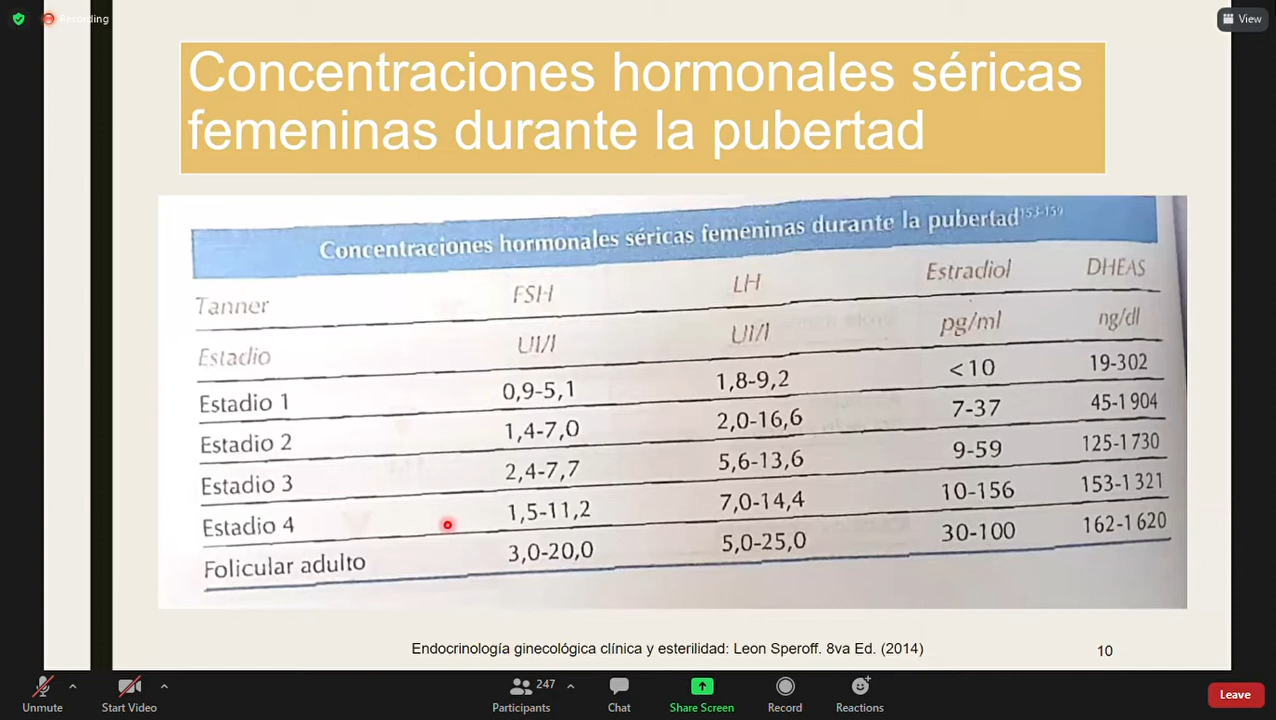 Recording
View
Concentraciones hormonales séricas
femeninas durante la pubertad
Concentraciones hormonales séricas femeninas durante la pubertad153-159
Tanner FSH LH Estradiol DHEAS
Estadio UI/l UI/l pg/ml ng/dl
Estadio 1 0,9-5,1 1,8-9,2 <10 19-302
Estadio 2 1,4-7,0 2,0-16,6 7-37 45-1 904
Estadio 3 2,4-7,7 5,6-13,6 9-59 125-1 730
Estadio 4 1,5-11,2 7,0-14,4 10-156 153-1 321
Folicular adulto 3,0-20,0 5,0-25,0 30-100 162-1 620
Endocrinología ginecológica clínica y esterilidad: Leon Speroff. 8va Ed. (2014) 10
Unmute Start Video Participants 247 Chat Share Screen Record Reactions Leave